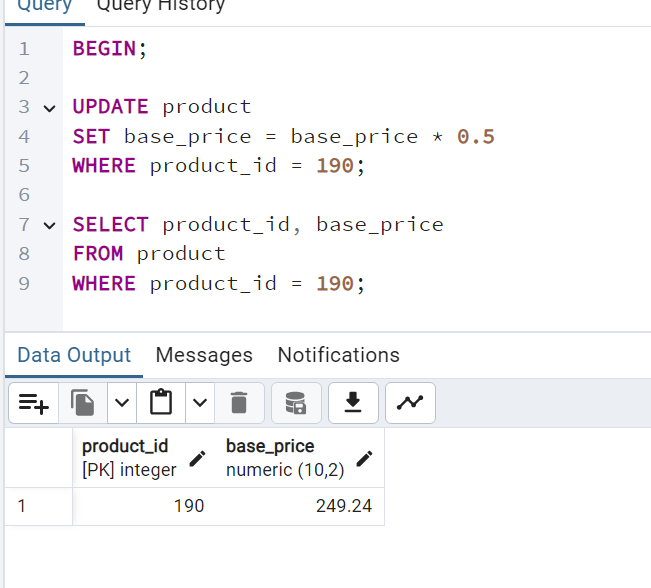 Query Query History
1 BEGIN;
2
3 UPDATE product
4 SET base_price = base_price * 0.5
5 WHERE product_id = 190;
6
7 SELECT product_id, base_price
8 FROM product
9 WHERE product_id = 190;
Data Output Messages Notifications
product_id base_price
[PK] integer numeric (10,2)
1 190 249.24